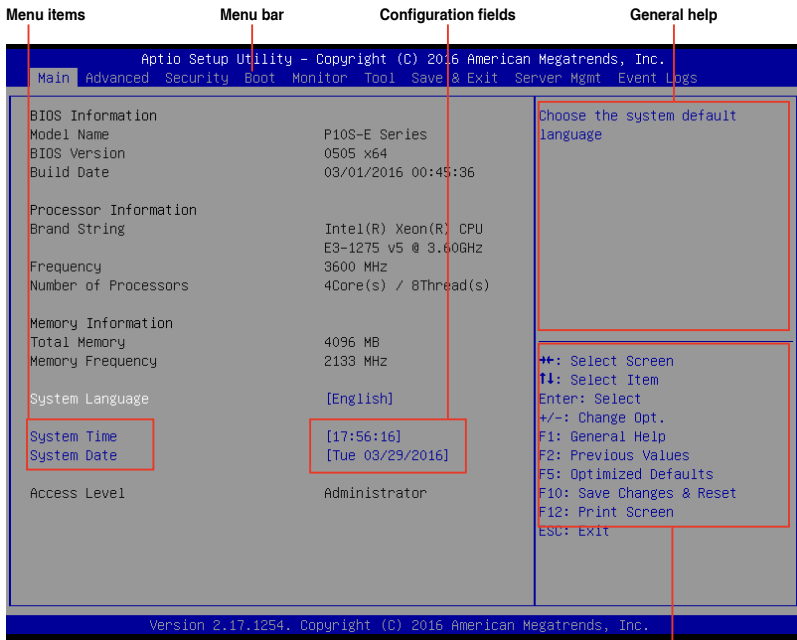 Menu items Menu bar Configuration fields General help
Aptio Setup Utility – Copyright (C) 2016 American Megatrends, Inc.
Main Advanced Security Boot Monitor Tool Save & Exit Server Mgmt Event Logs
BIOS Information
Model Name P10S-E Series
BIOS Version 0505 x64
Build Date 03/01/2016 00:45:36
Processor Information
Brand String Intel(R) Xeon(R) CPU
E3-1275 v5 @ 3.60GHz
Frequency 3600 MHz
Number of Processors 4Core(s) / 8Thread(s)
Memory Information
Total Memory 4096 MB
Memory Frequency 2133 MHz
System Language [English]
System Time [17:56:16]
System Date [Tue 03/29/2016]
Access Level Administrator
Choose the system default
language
→←: Select Screen
↑↓: Select Item
Enter: Select
+/-: Change Opt.
F1: General Help
F2: Previous Values
F5: Optimized Defaults
F10: Save Changes & Reset
F12: Print Screen
ESC: Exit
Version 2.17.1254. Copyright (C) 2016 American Megatrends, Inc.